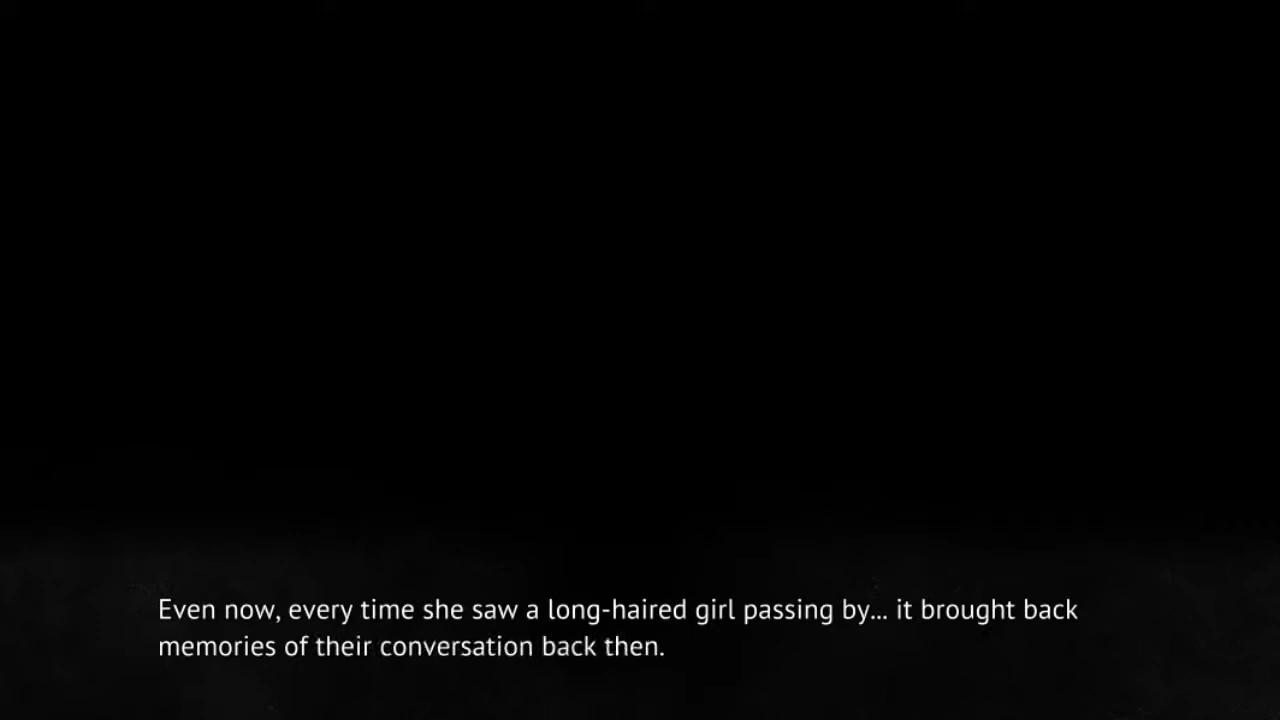 Even now, every time she saw a long-haired girl passing by... it brought back
memories of their conversation back then.